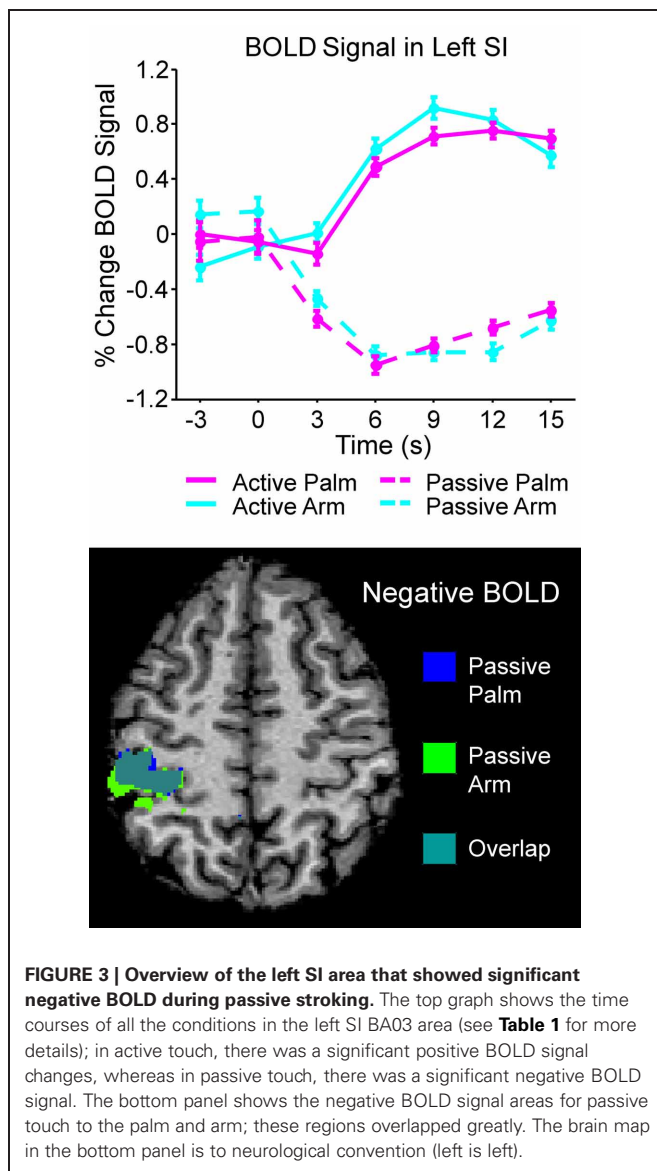 BOLD Signal in Left SI
% Change BOLD Signal
1.2
0.8
0.4
0
-0.4
-0.8
-1.2
-3 0 3 6 9 12 15
Time (s)
Active Palm Passive Palm
Active Arm Passive Arm
Negative BOLD
Passive
Palm
Passive
Arm
Overlap
FIGURE 3 | Overview of the left SI area that showed significant
negative BOLD during passive stroking. The top graph shows the time
courses of all the conditions in the left SI BA03 area (see Table 1 for more
details); in active touch, there was a significant positive BOLD signal
changes, whereas in passive touch, there was a significant negative BOLD
signal. The bottom panel shows the negative BOLD signal areas for passive
touch to the palm and arm; these regions overlapped greatly. The brain map
in the bottom panel is to neurological convention (left is left).